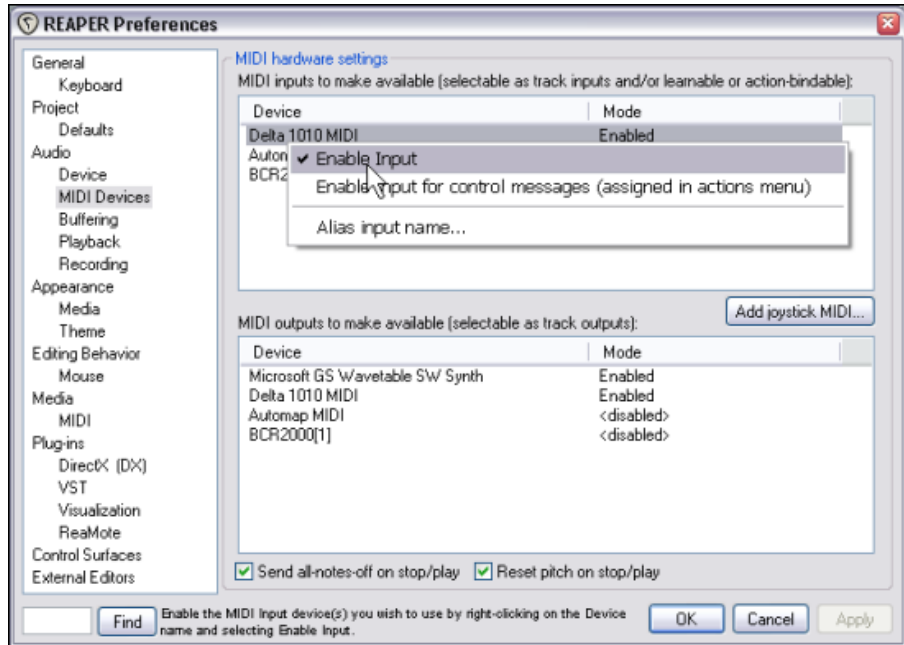 REAPER Preferences
General
Keyboard
Project
Defaults
Audio
Device
MIDI Devices
Buffering
Playback
Recording
Appearance
Media
Theme
Editing Behavior
Mouse
Media
MIDI
Plug-ins
DirectX (DX)
VST
Visualization
ReaMote
Control Surfaces
External Editors
MIDI hardware settings
MIDI inputs to make available (selectable as track inputs and/or learnable or action-bindable):
Device Mode
Delta 1010 MIDI Enabled
Auton
BCR2
✔ Enable Input
Enable input for control messages (assigned in actions menu)
Alias input name...
Add joystick MIDI...
MIDI outputs to make available (selectable as track outputs):
Device Mode
Microsoft GS Wavetable SW Synth Enabled
Delta 1010 MIDI Enabled
Automap MIDI <disabled>
BCR2000[1] <disabled>
Send all-notes-off on stop/play Reset pitch on stop/play
Find
Enable the MIDI Input device(s) you wish to use by right-clicking on the Device
name and selecting Enable Input.
OK Cancel Apply